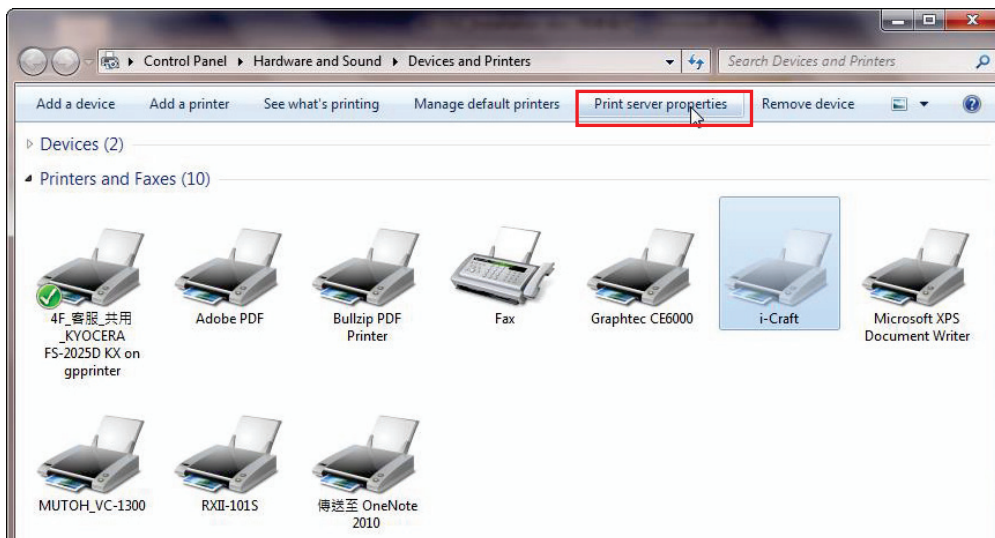 Control Panel Hardware and Sound Devices and Printers Search Devices and Printers
Add a device Add a printer See what's printing Manage default printers Print server properties Remove device
Devices (2)
Printers and Faxes (10)
4F_客服_共用
_KYOCERA
FS-2025D KX on
gpprinter
Adobe PDF
Bullzip PDF
Printer
Fax
Graphtec CE6000
i-Craft
Microsoft XPS
Document Writer
MUTOH_VC-1300
RXII-101S
傳送至 OneNote
2010